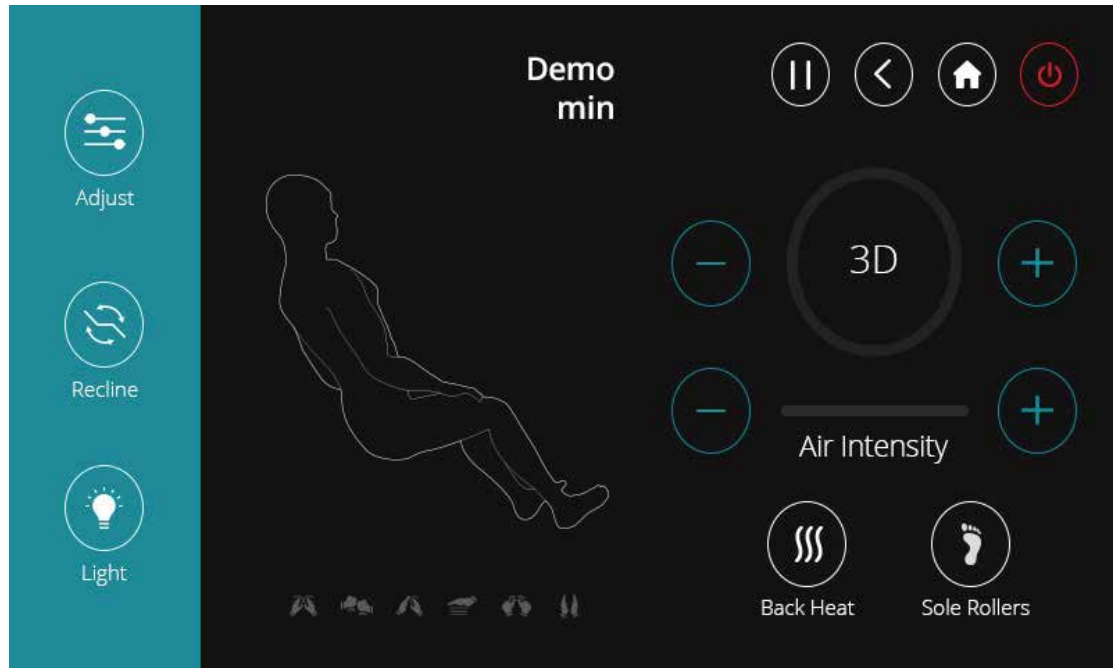 Demo
min
Adjust
3D
Recline
Air Intensity
Light
Back Heat
Sole Rollers